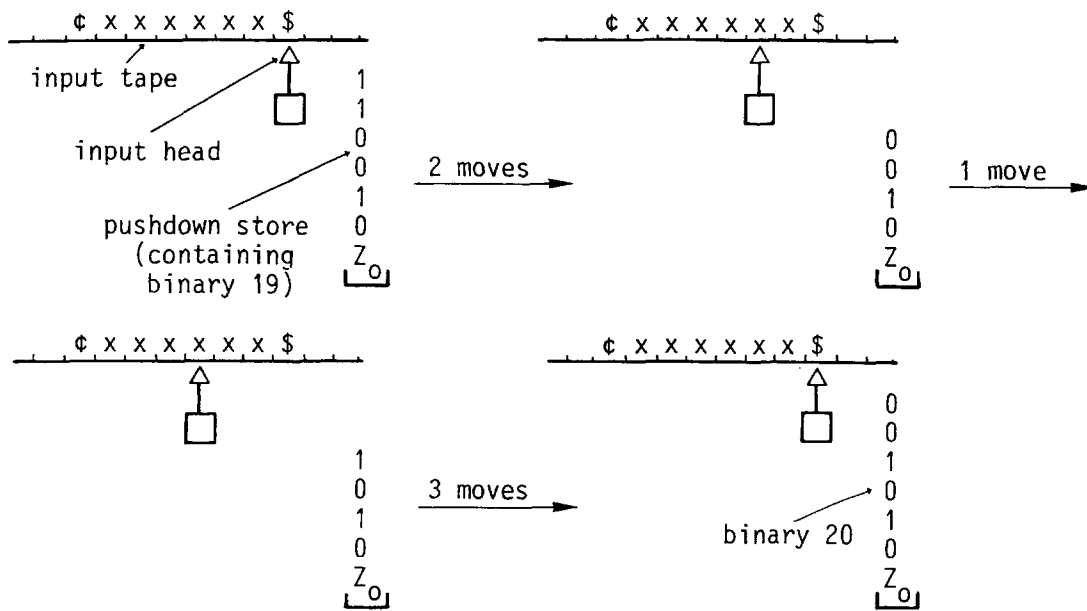 ¢ x x x x x x $
input tape
input head
pushdown store
(containing
binary 19)
1
1
0
0
1
0
Z₀
2 moves
¢ x x x x x x $
0
0
1
0
Z₀
1 move
¢ x x x x x x $
1
0
1
0
Z₀
3 moves
¢ x x x x x x $
0
0
1
0
1
0
Z₀
binary 20